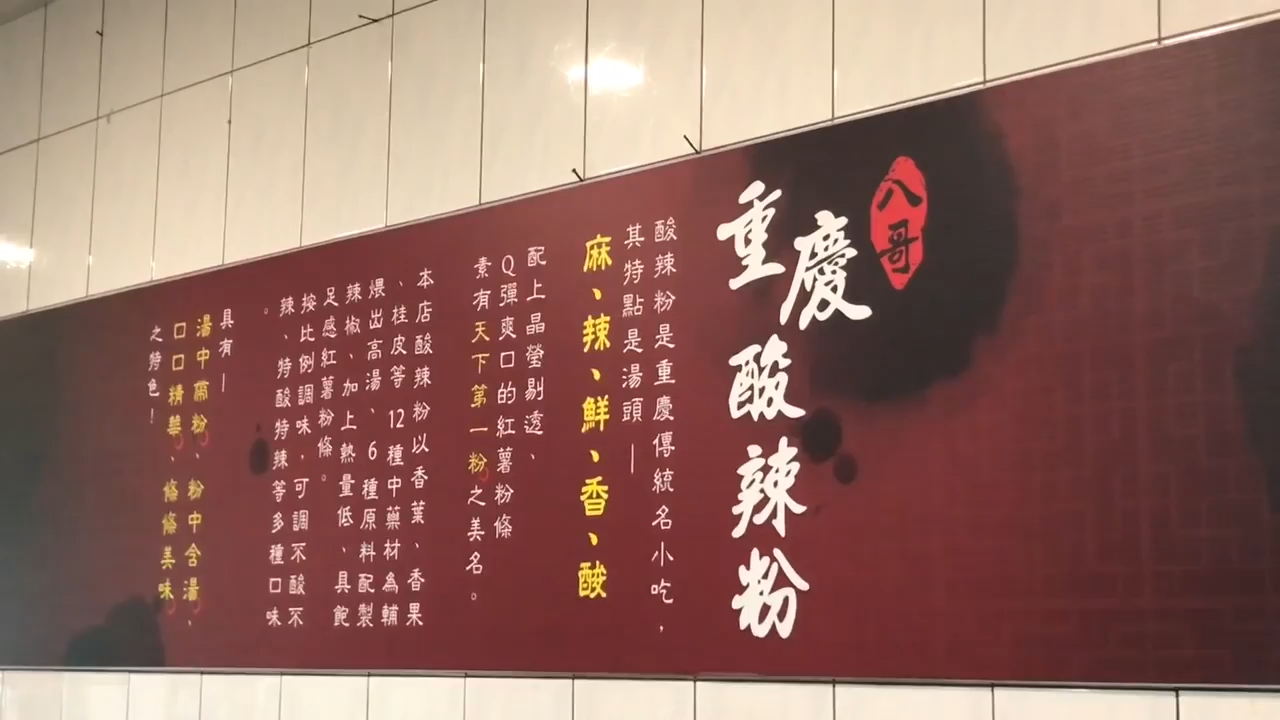 八哥
重慶酸辣粉
酸辣粉是重慶傳統名小吃，
其特點是湯頭—
麻、辣、鮮、香、酸
配上晶瑩剔透、
Q彈爽口的紅薯粉條
素有天下第一粉之美名。
本店酸辣粉以香葉、香果
、桂皮等12種中藥材為輔
煨出高湯、6種原料配製
辣椒、加上熱量低、具飽
足感紅薯粉條。
按比例調味，可調不酸不
辣、特酸特辣等多種口味
。
具有—
湯中帶粉、粉中含湯、
口口精華、條條美味
之特色！